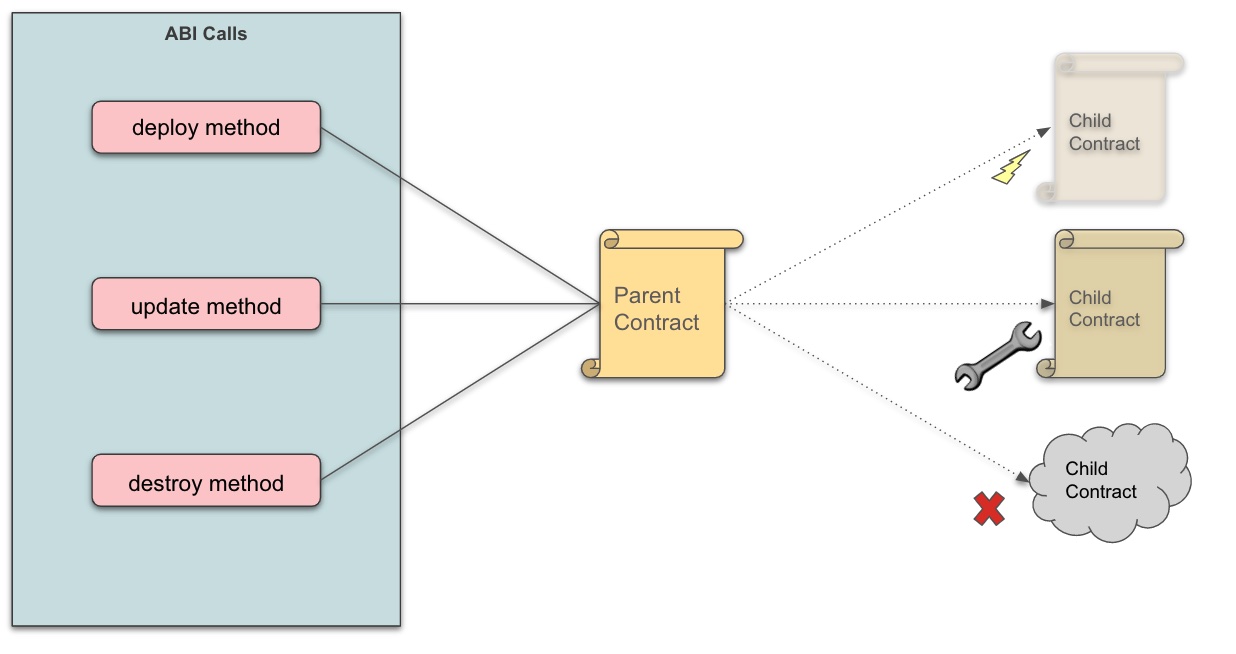 ABI Calls
deploy method
update method
destroy method
Parent
Contract
Child
Contract
Child
Contract
Child
Contract